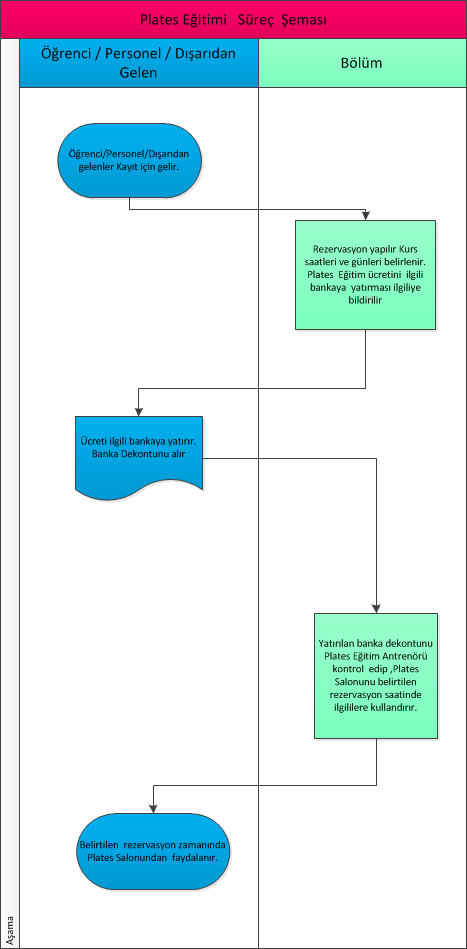 Plates Eğitimi Süreç Şeması
Öğrenci / Personel / Dışarıdan
Gelen
Bölüm
Öğrenci/Personel/Dışarıdan
gelenler Kayıt için gelir.
Rezervasyon yapılır Kurs
saatleri ve günleri belirlenir.
Plates Eğitim ücretini ilgili
bankaya yatırması ilgiliye
bildirilir
Ücreti ilgili bankaya yatırır.
Banka Dekontunu alır
Yatırılan banka dekontunu
Plates Eğitim Antrenörü
kontrol edip ,Plates
Salonunu belirtilen
rezervasyon saatinde
ilgililere kullandırır.
Belirtilen rezervasyon zamanında
Plates Salonundan faydalanır.
Aşama